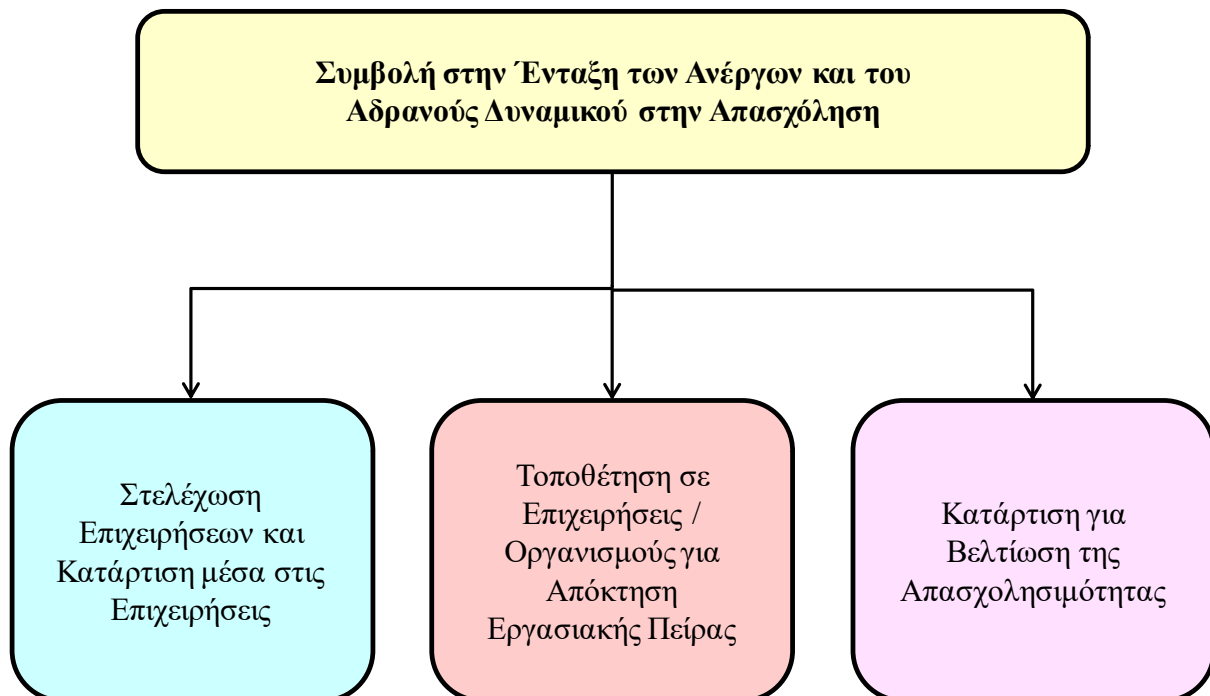 Συμβολή στην Ένταξη των Ανέργων και του
Αδρανούς Δυναμικού στην Απασχόληση
Στελέχωση
Επιχειρήσεων και
Κατάρτιση μέσα στις
Επιχειρήσεις
Τοποθέτηση σε
Επιχειρήσεις /
Οργανισμούς για
Απόκτηση
Εργασιακής Πείρας
Κατάρτιση για
Βελτίωση της
Απασχολησιμότητας